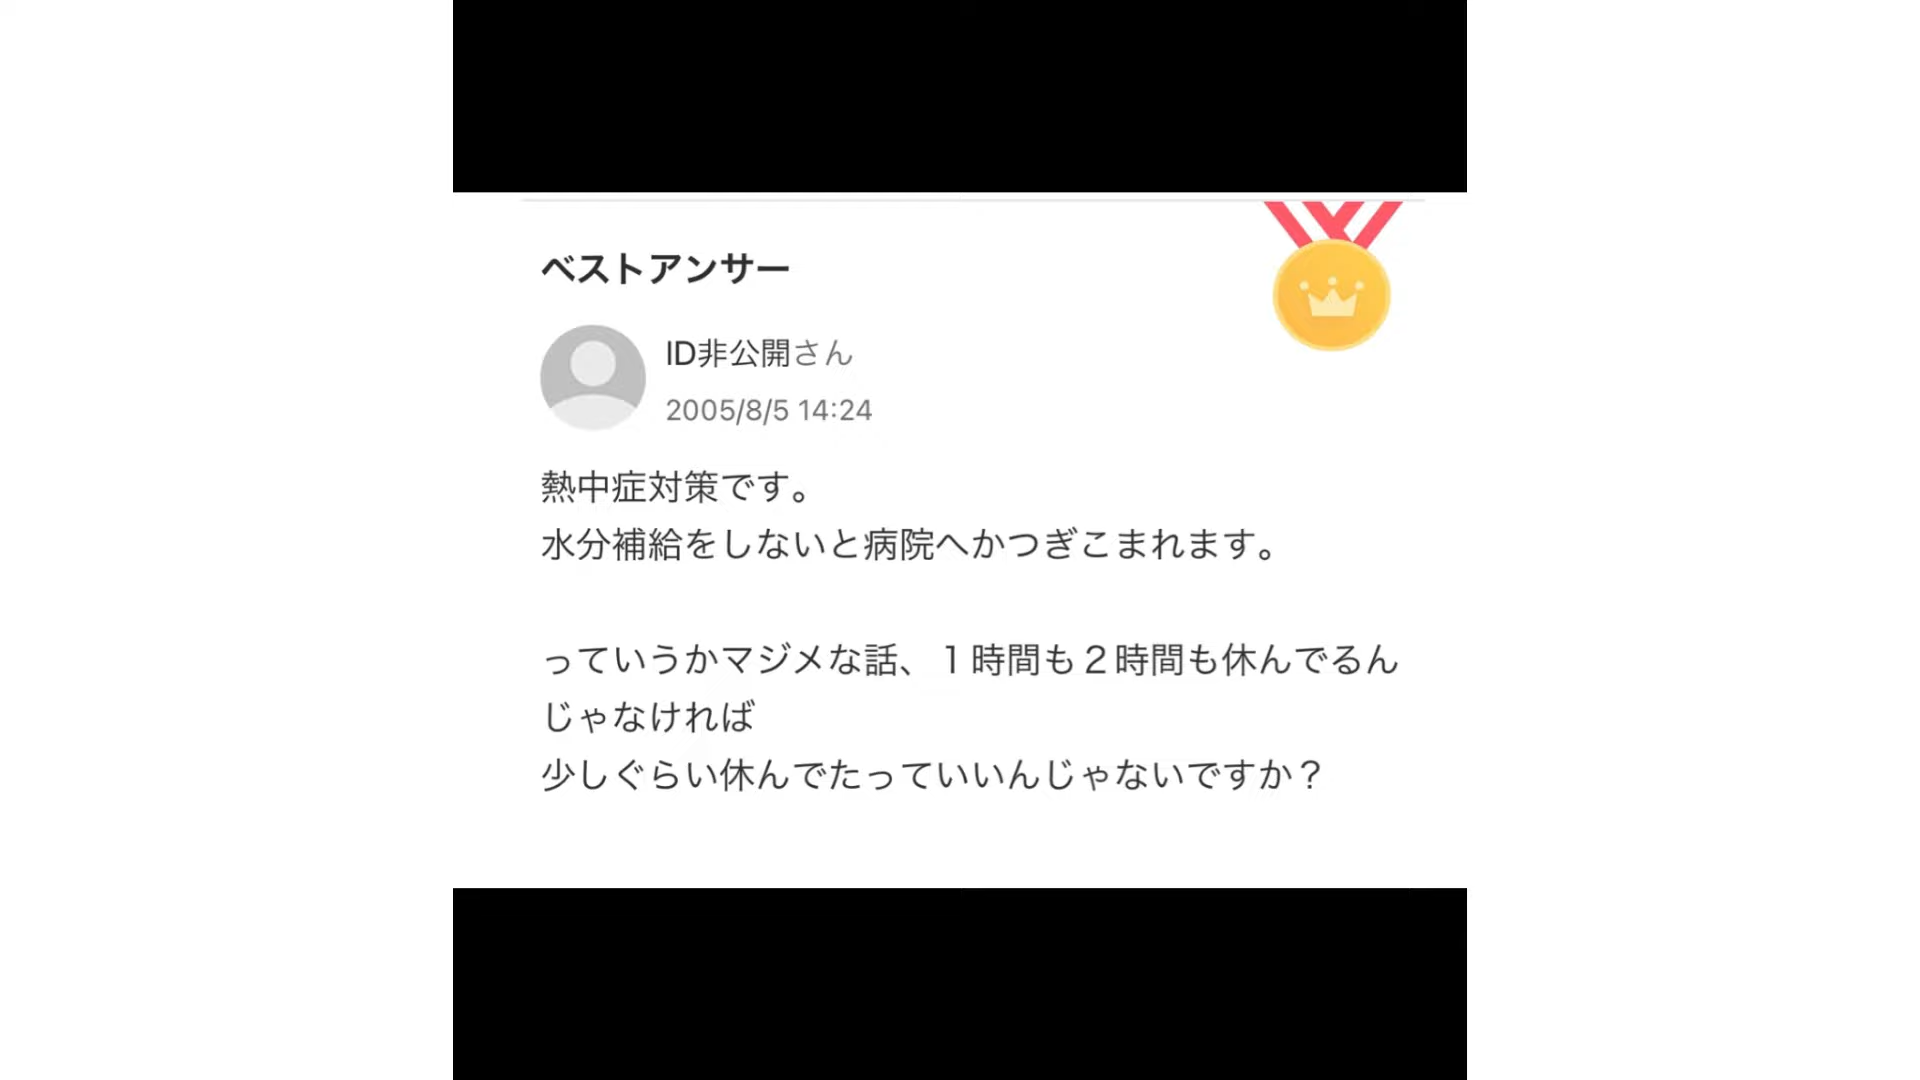 ベストアンサー
ID非公開さん
2005/8/5 14:24
熱中症対策です。
水分補給をしないと病院へかつぎこまれます。
っていうかマジメな話、１時間も２時間も休んでるん
じゃなければ
少しぐらい休んでたっていいんじゃないですか？